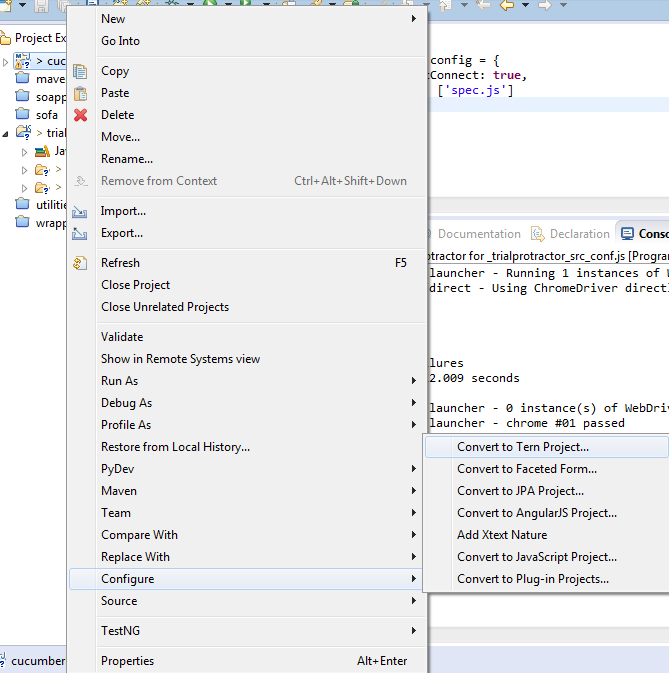 New
Go Into
Copy
Paste
Delete
Move...
Rename...
Remove from Context Ctrl+Alt+Shift+Down
Import...
Export...
Refresh F5
Close Project
Close Unrelated Projects
Validate
Show in Remote Systems view
Run As
Debug As
Profile As
Restore from Local History...
PyDev
Maven
Team
Compare With
Replace With
Configure
Source
TestNG
Properties Alt+Enter
Convert to Tern Project...
Convert to Faceted Form...
Convert to JPA Project...
Convert to AngularJS Project...
Add Xtext Nature
Convert to JavaScript Project...
Convert to Plug-in Projects...
Project Ex
> cuc
mave
soapp
sofa
> trial
Ja
>
>
utilitie
wrapp
cucumber
config = {
Connect: true,
['spec.js']
Documentation
Declaration
Conso
otractor for _trialprotractor_src_conf.js [Progra
launcher - Running 1 instances of W
direct - Using ChromeDriver directl
lures
2.009 seconds
launcher - 0 instance(s) of WebDriv
launcher - chrome #01 passed